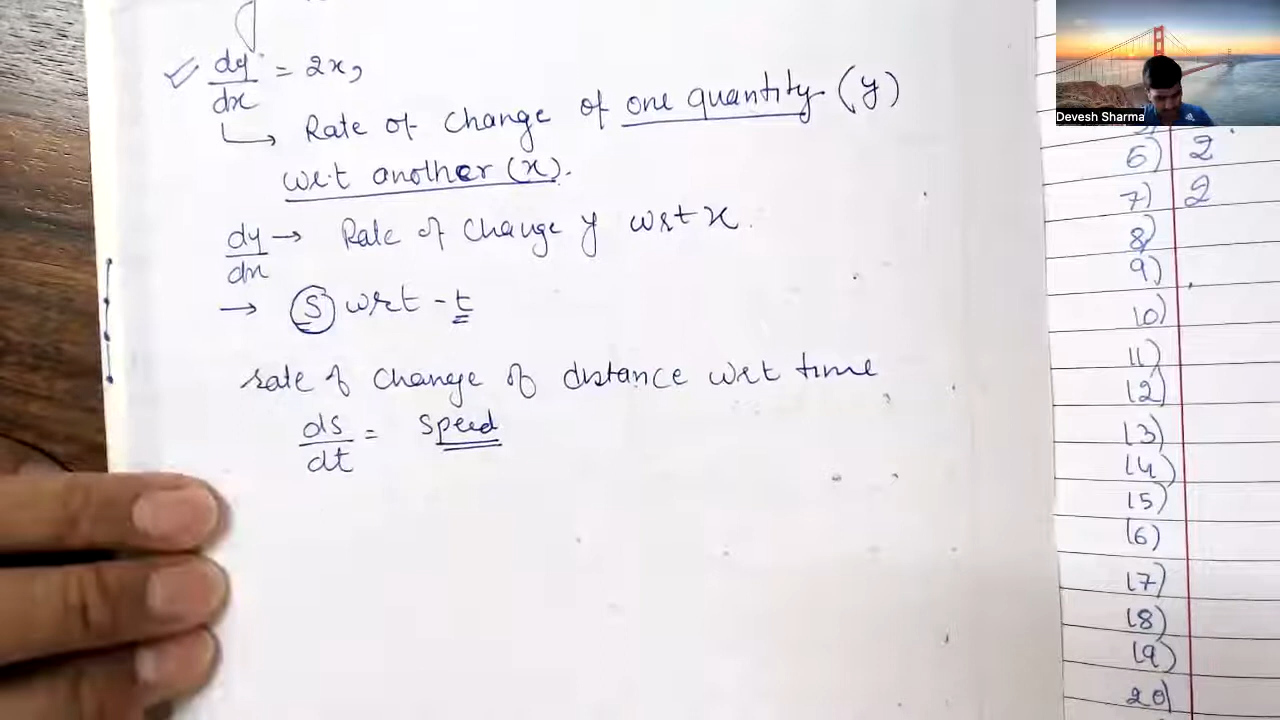 dy/dx = 2x,
Rate of change of one quantity (y)
wrt another (x).
dy/dx → Rate of change y wrt x.
→ S wrt - t
rate of change of distance wrt time
ds/dt = speed
Devesh Sharma
6) 2
7) 2
8)
9)
10)
11)
12)
13)
14)
15)
16)
17)
18)
19)
20)